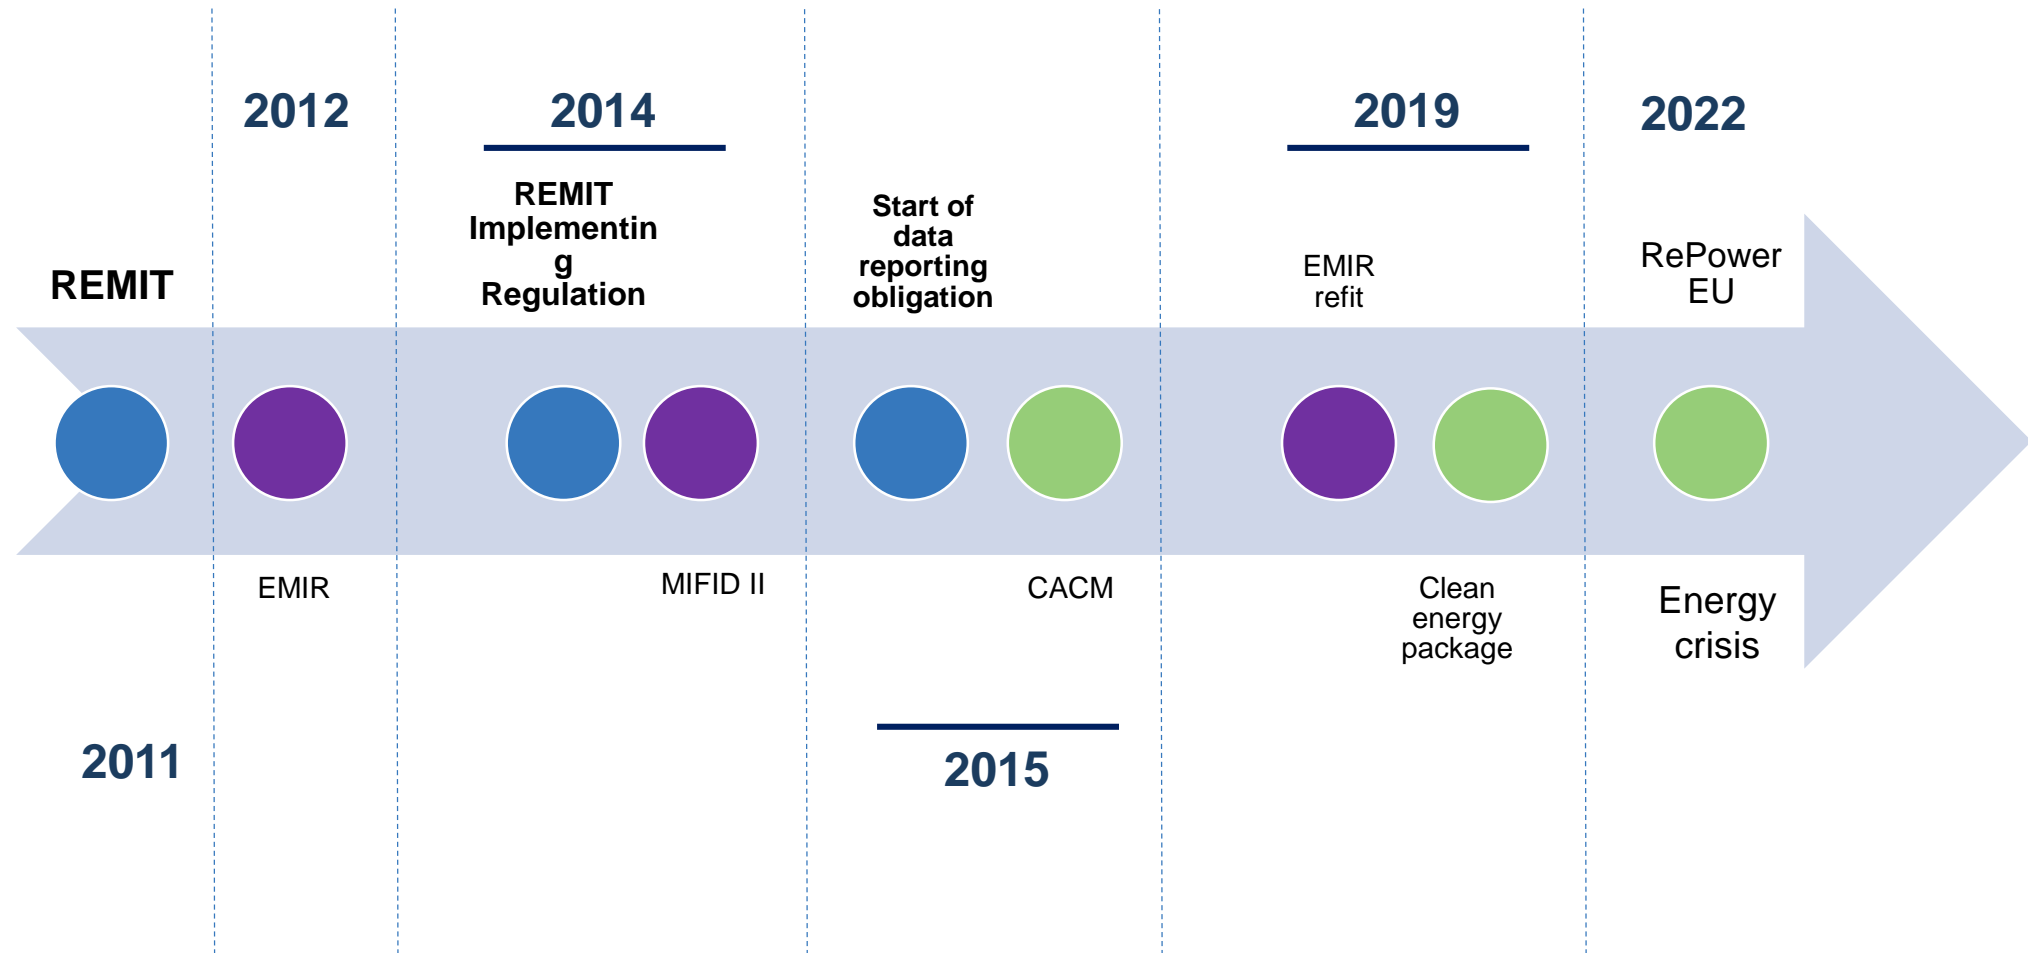 2012
2014
2019
2022
REMIT
REMIT
Implementin
g
Regulation
Start of
data
reporting
obligation
EMIR
refit
RePower
EU
EMIR
MIFID II
CACM
Clean
energy
package
Energy
crisis
2011
2015